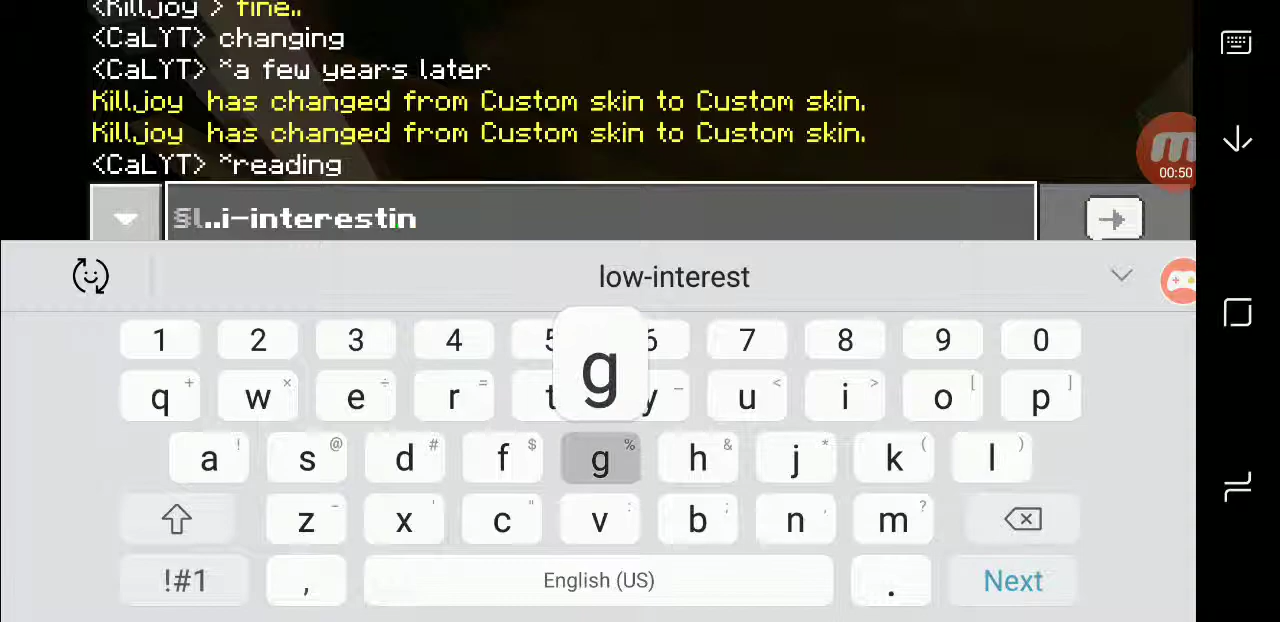 <Killjoy > fine..
<CaLYT> changing
<CaLYT> *a few years later
Killjoy  has changed from Custom skin to Custom skin.
Killjoy  has changed from Custom skin to Custom skin.
<CaLYT> *reading
00:50
§l..i-interestin
low-interest
1 2 3 4 5 6 7 8 9 0
g
q + w × e ÷ r = t y _ u < i > o [ p ]
a ! s @ d # f $ g % h & j * k ( l )
z - x ' c " v : b ; n , m ?
!#1 , English (US) . Next